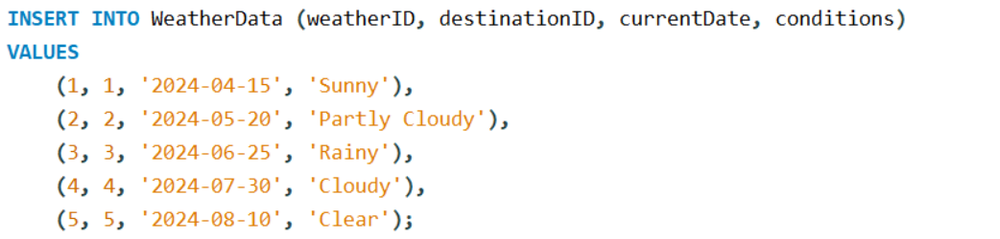 INSERT INTO WeatherData (weatherID, destinationID, currentDate, conditions)
VALUES
(1, 1, '2024-04-15', 'Sunny'),
(2, 2, '2024-05-20', 'Partly Cloudy'),
(3, 3, '2024-06-25', 'Rainy'),
(4, 4, '2024-07-30', 'Cloudy'),
(5, 5, '2024-08-10', 'Clear');